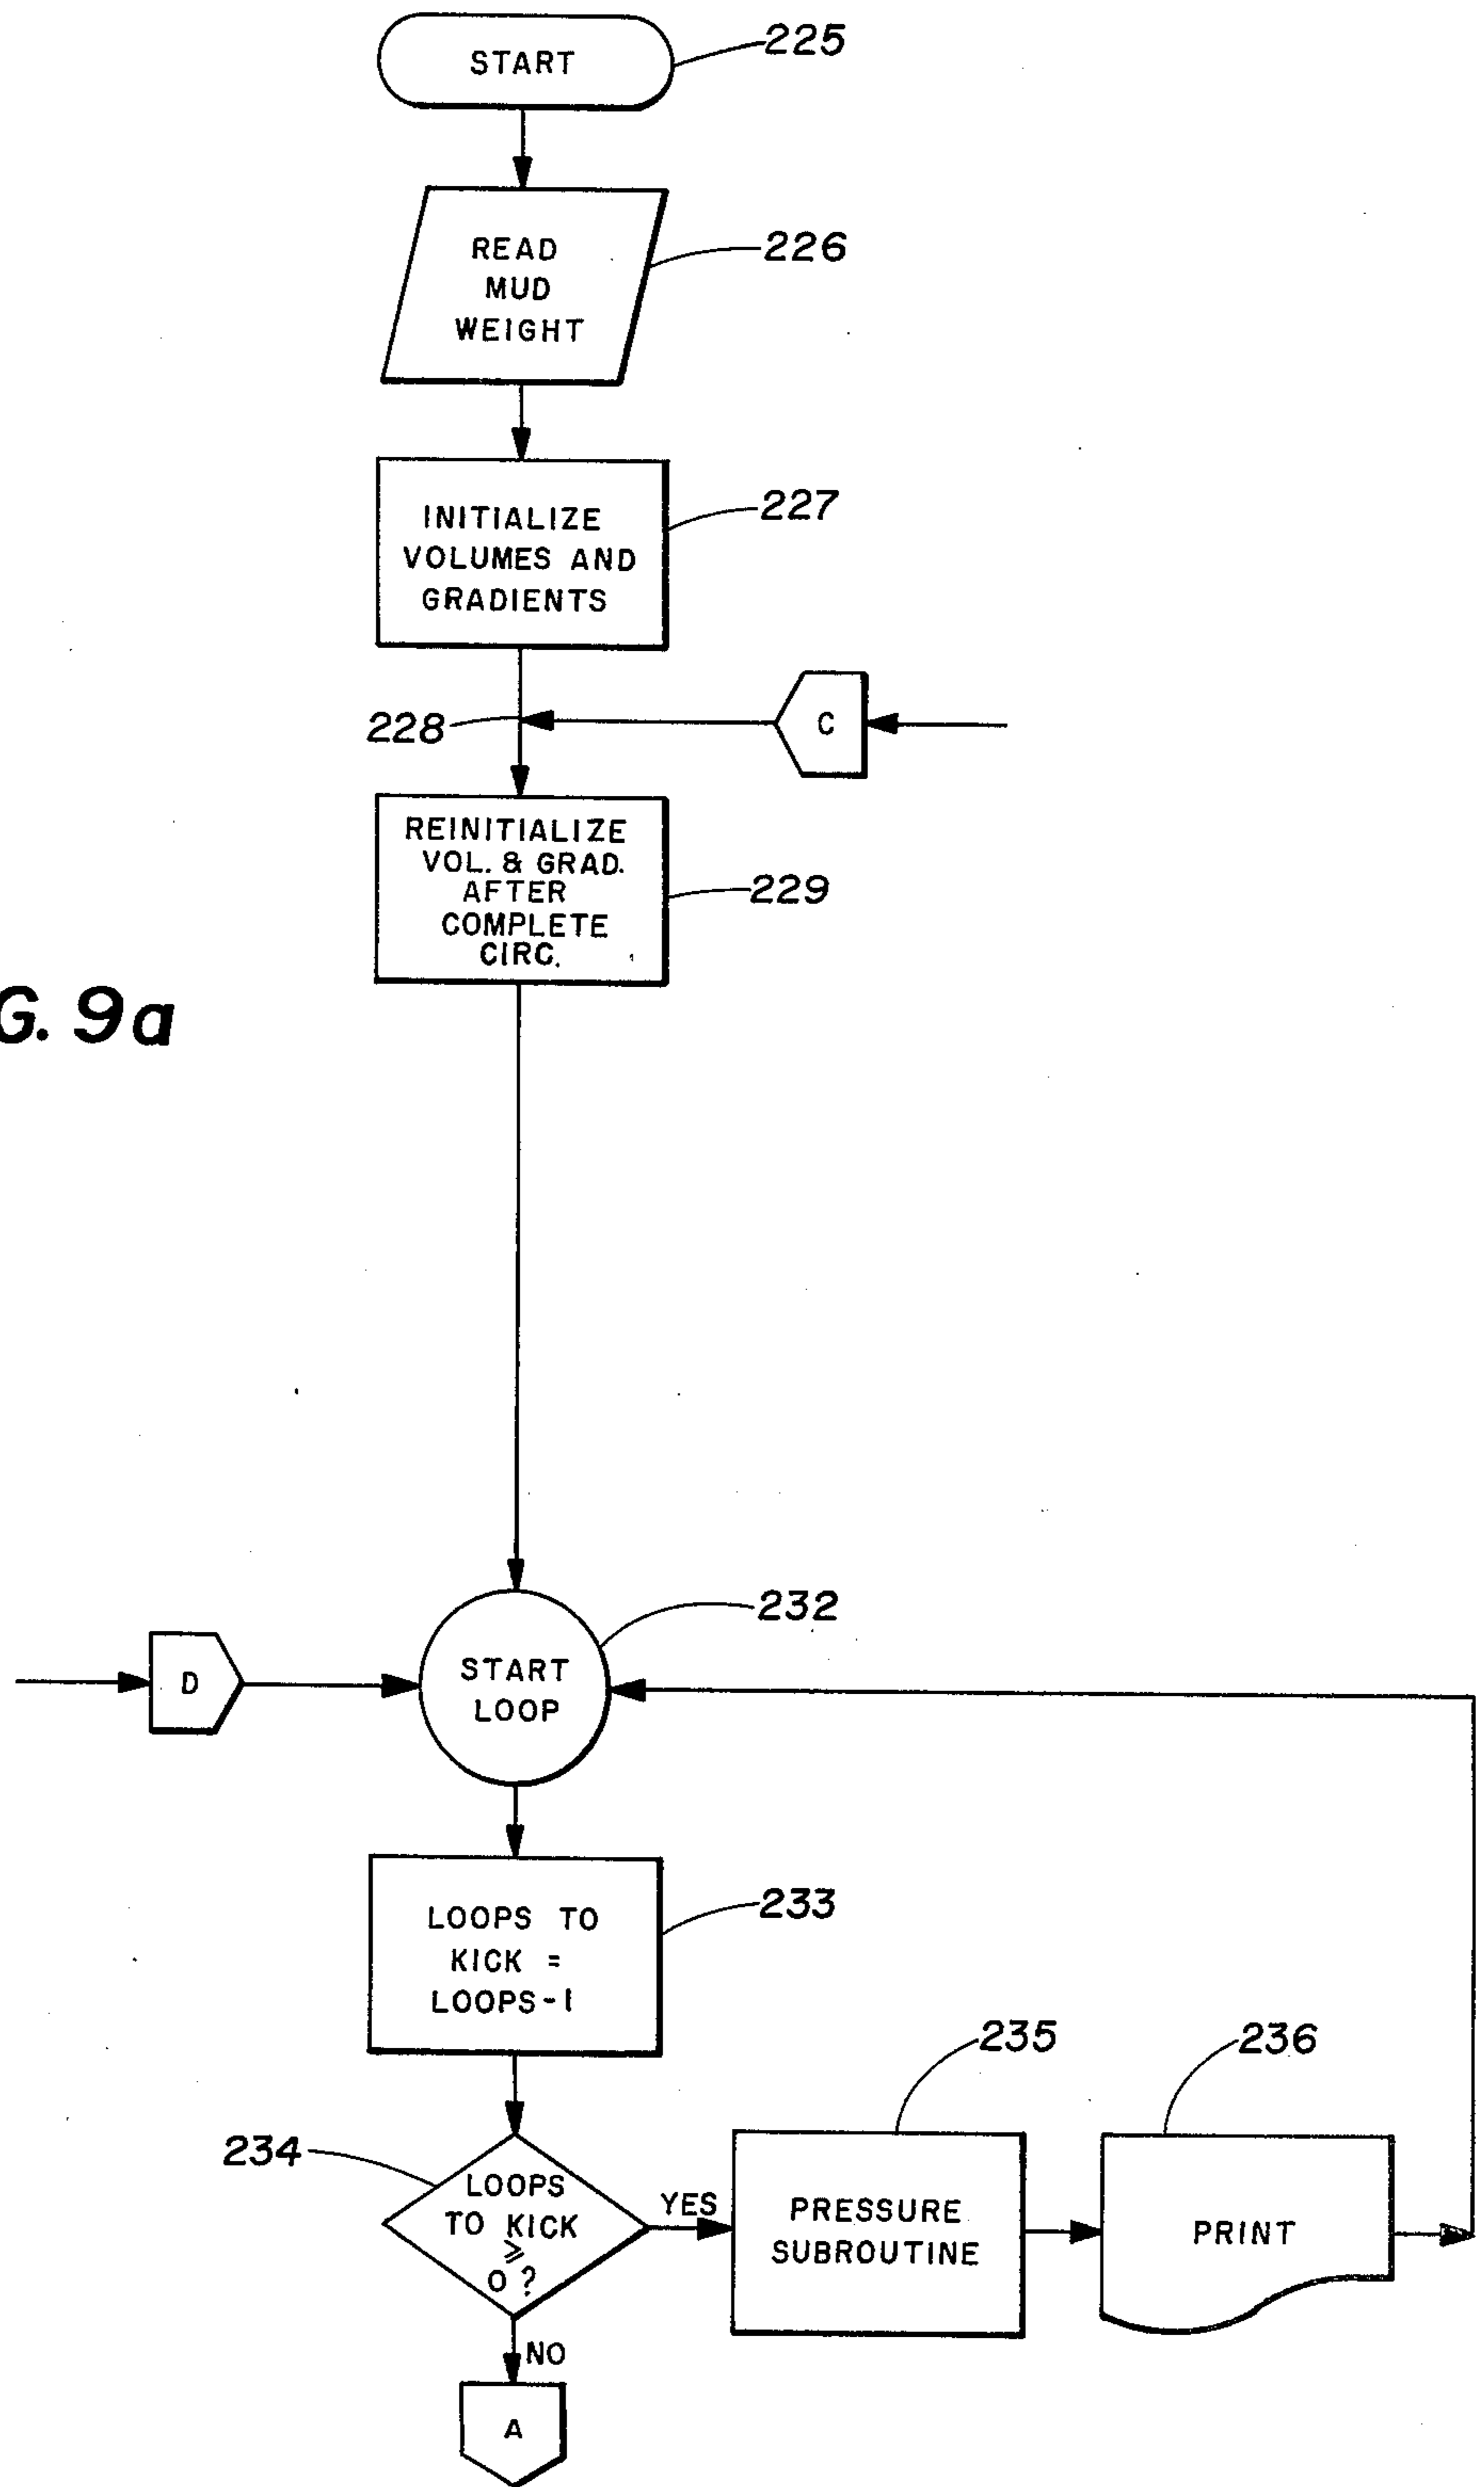 START
225
READ
MUD
WEIGHT
226
INITIALIZE
VOLUMES AND
GRADIENTS
227
228
C
REINITIALIZE
VOL. & GRAD.
AFTER
COMPLETE
CIRC.
229
G. 9a
D
START
LOOP
232
LOOPS TO
KICK =
LOOPS-1
233
234
LOOPS
TO KICK
≥
0?
YES
PRESSURE
SUBROUTINE
235
PRINT
236
NO
A